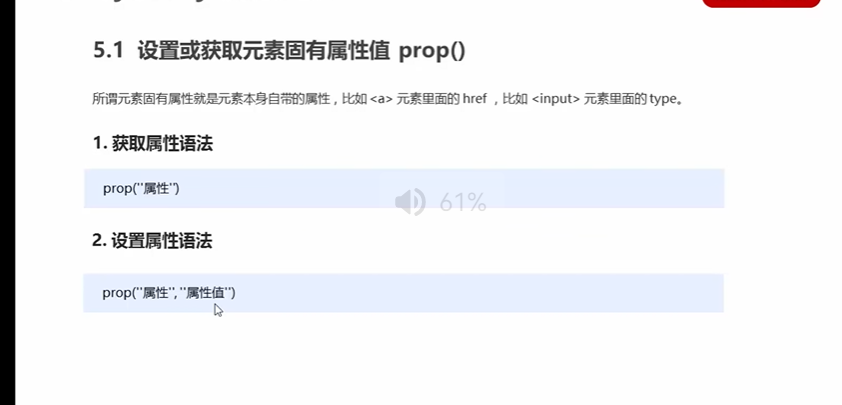 5.1 设置或获取元素固有属性值 prop()
所谓元素固有属性就是元素本身自带的属性，比如 <a> 元素里面的 href ，比如 <input> 元素里面的 type。
1. 获取属性语法
prop("属性")
61%
2. 设置属性语法
prop("属性", "属性值")